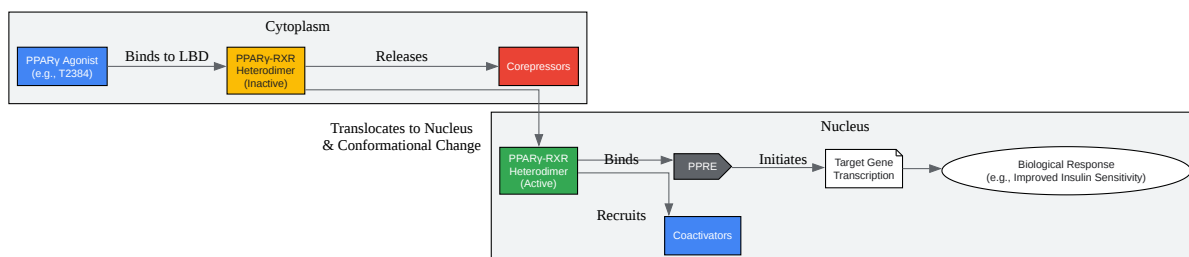 Cytoplasm
PPARγ Agonist
(e.g., T2384)
Binds to LBD
PPARγ-RXR
Heterodimer
(Inactive)
Releases
Corepressors
Translocates to Nucleus
& Conformational Change
Nucleus
PPARγ-RXR
Heterodimer
(Active)
Binds
PPRE
Initiates
Target Gene
Transcription
Biological Response
(e.g., Improved Insulin Sensitivity)
Recruits
Coactivators